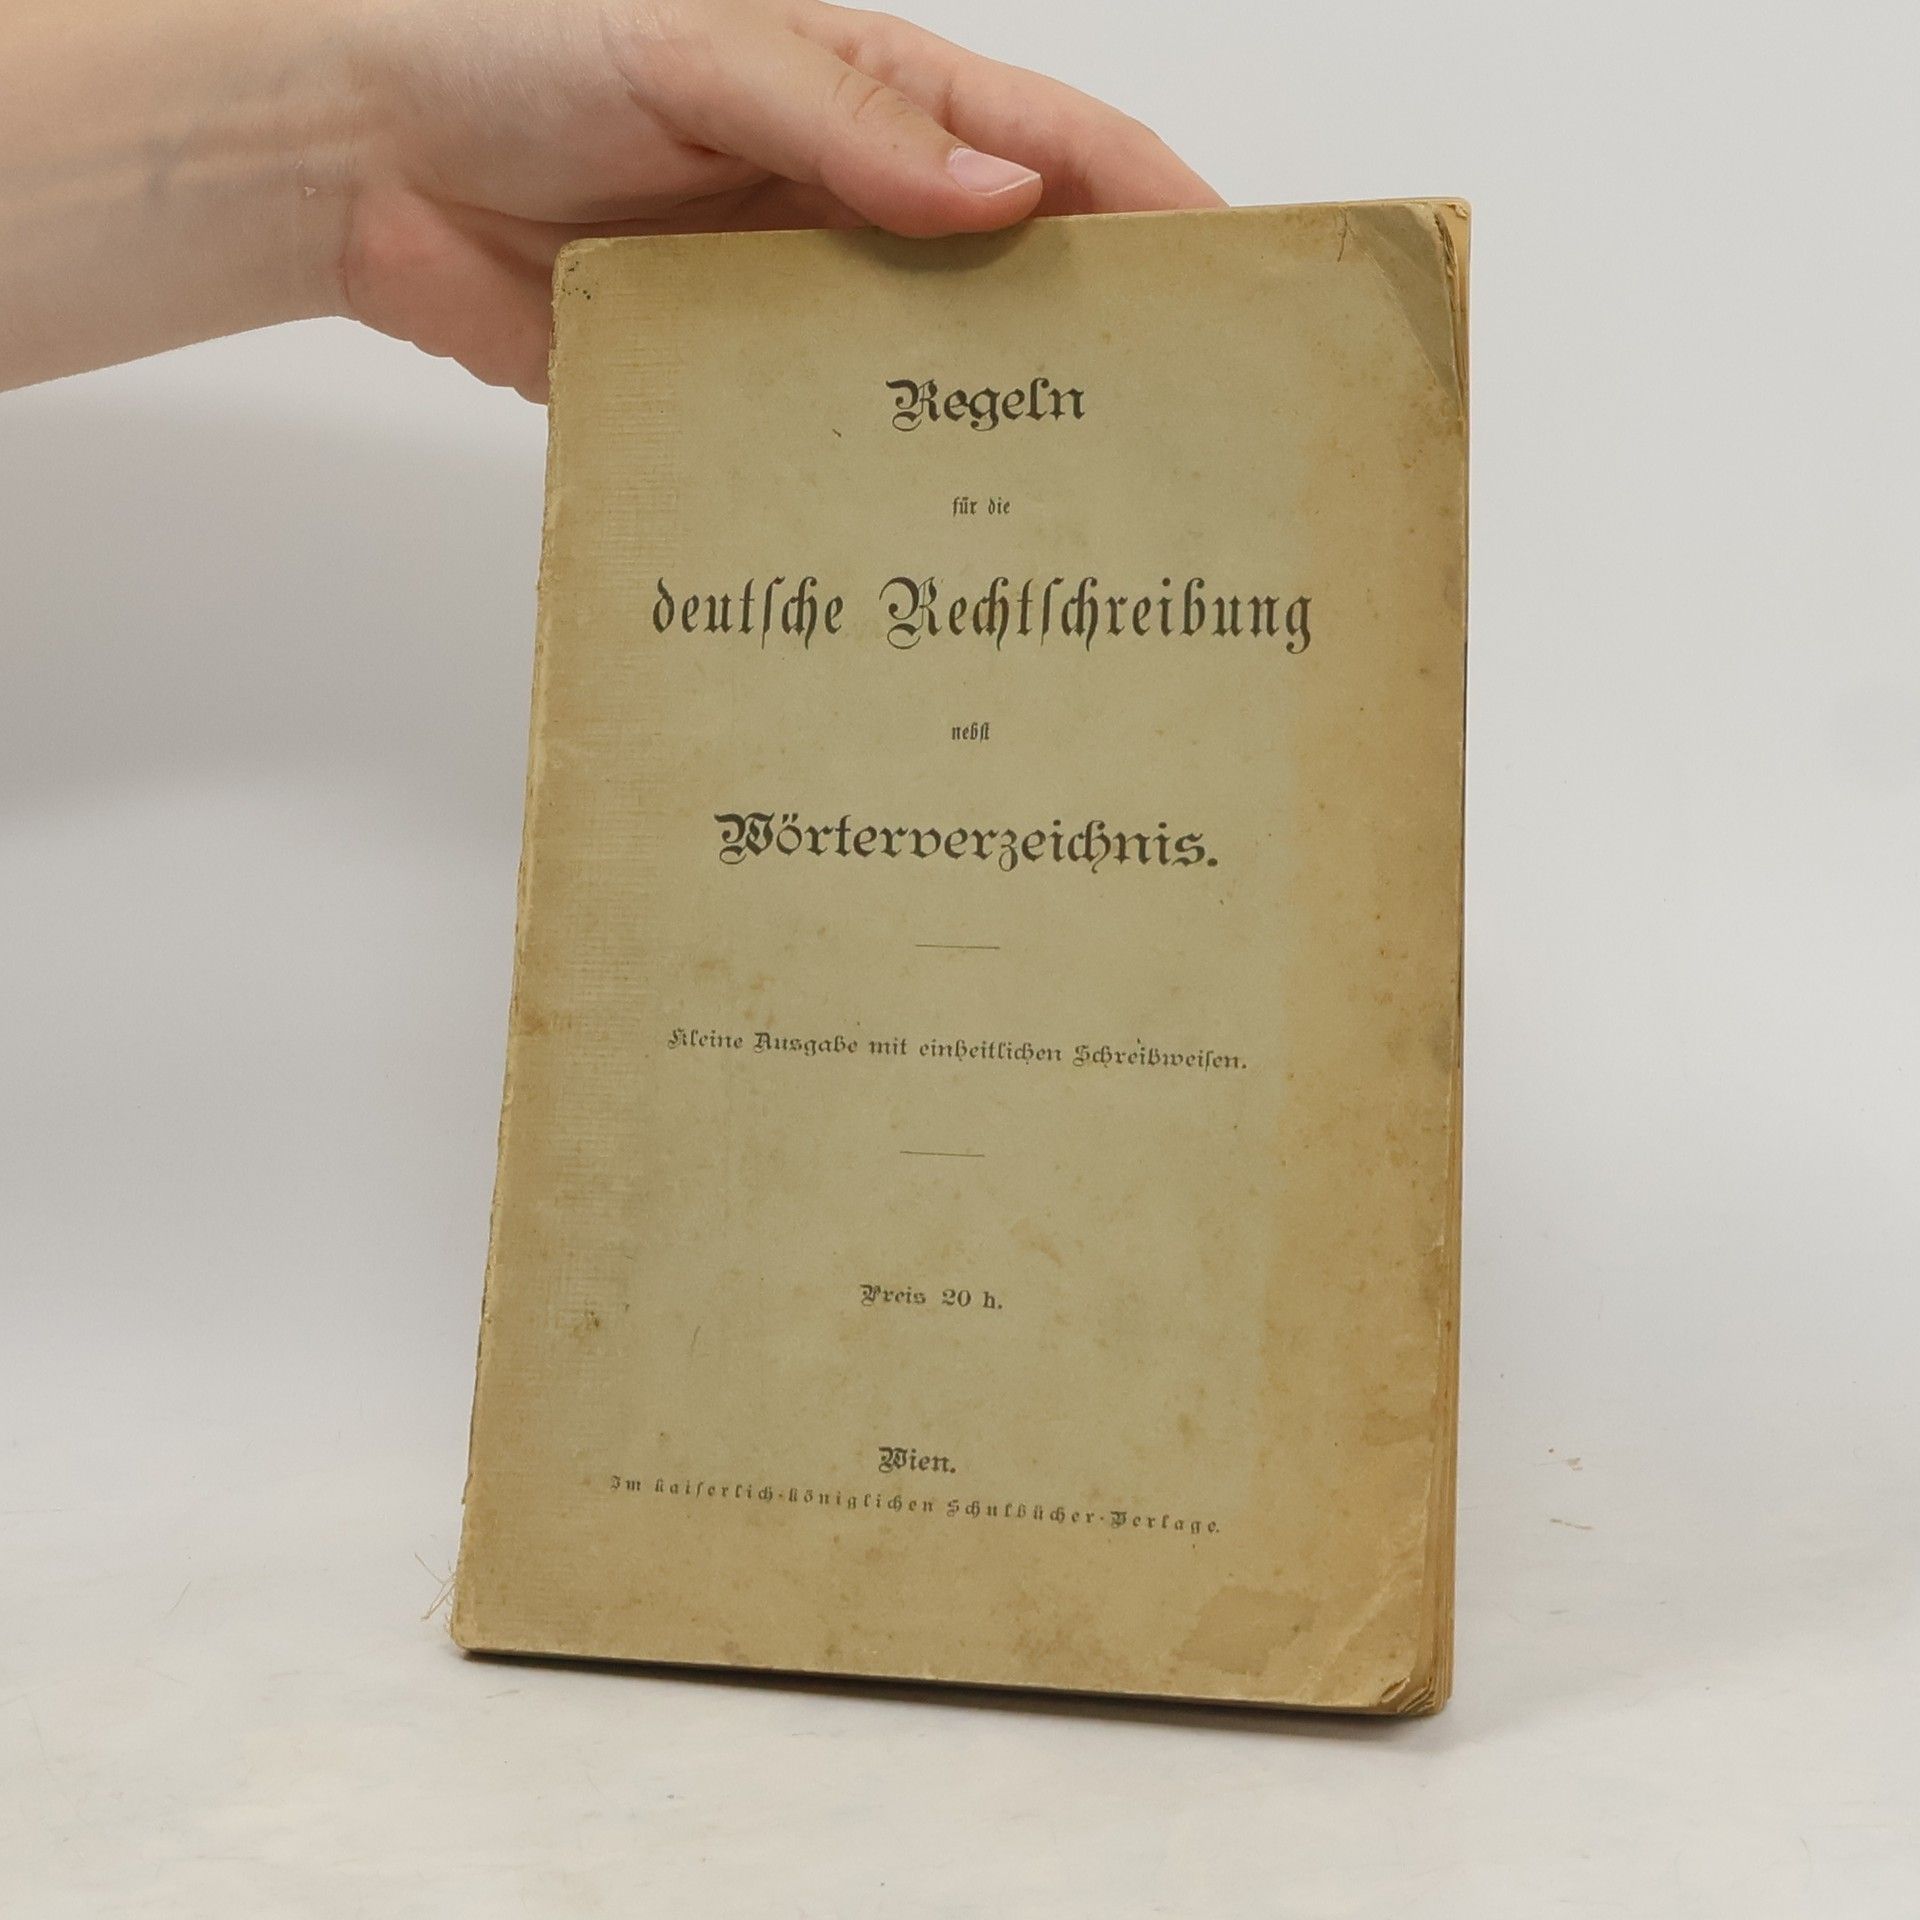 Regeln
für die
deutſche Rechtſchreibung
nebſt
Wörterverzeichnis.
Kleine Ausgabe mit einheitlichen Schreibweiſen.
Preis 20 h.
Wien.
Im kaiſerlich-königlichen Schulbücher-Verlage.